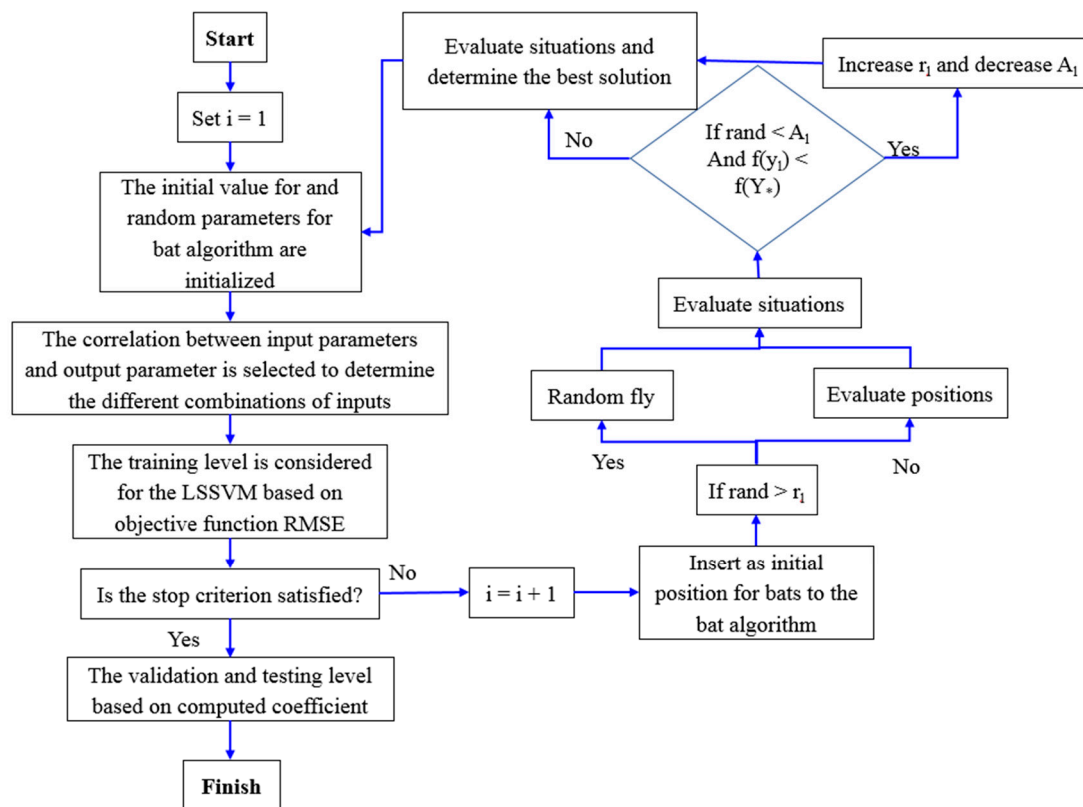 Start
Set i = 1
The initial value for and
random parameters for
bat algorithm are
initialized
The correlation between input parameters
and output parameter is selected to determine
the different combinations of inputs
The training level is considered
for the LSSVM based on
objective function RMSE
Is the stop criterion satisfied?
No
Yes
The validation and testing level
based on computed coefficient
Finish
i = i + 1
Insert as initial
position for bats to the
bat algorithm
If rand > r₁
Yes
No
Random fly
Evaluate positions
Evaluate situations
If rand < A₁
And f(y₁) <
f(Y*)
No
Yes
Increase r₁ and decrease A₁
Evaluate situations and
determine the best solution